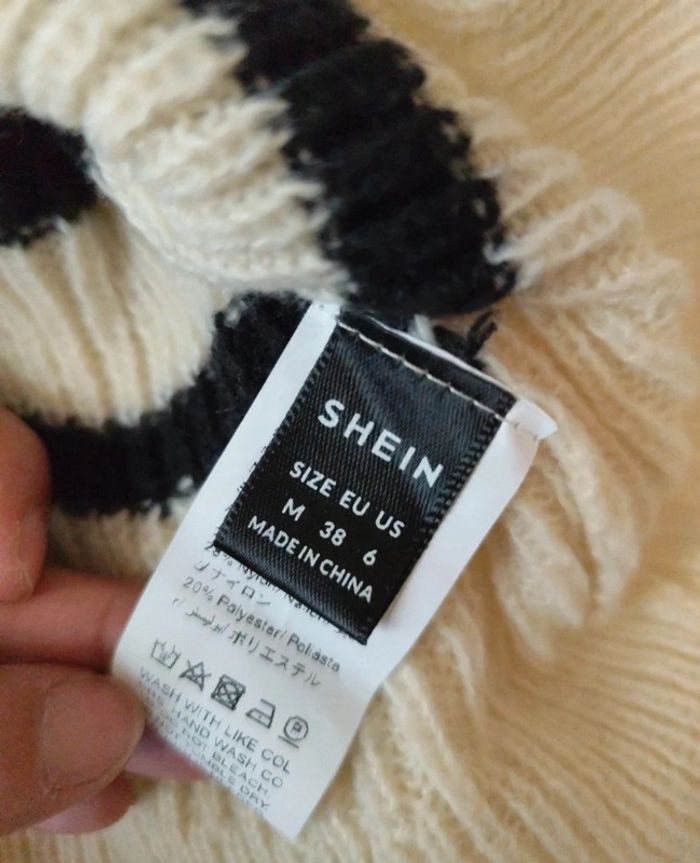 SHEIN
SIZE EU US
M 38 6
MADE IN CHINA
ナイロン
20% Polyester/
ポリエステル
WASH WITH LIKE COL
HAND WASH CO
NOT BLEACH
TUMBLE DRY